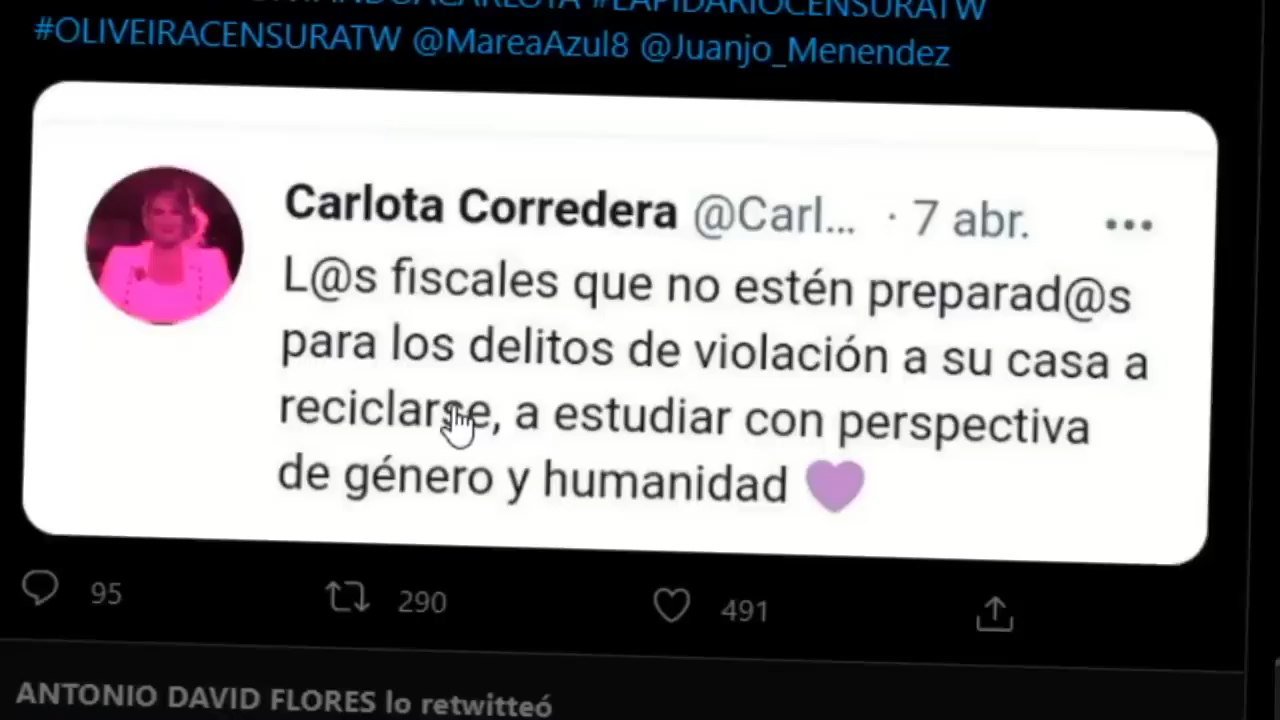 #LAPIDARIOCENSURATW
#OLIVEIRACENSURATW @MareaAzul8 @Juanjo_Menendez
Carlota Corredera @Carl... · 7 abr.
L@s fiscales que no estén preparad@s
para los delitos de violación a su casa a
reciclarse, a estudiar con perspectiva
de género y humanidad 💜
95 290 491
ANTONIO DAVID FLORES lo retwitteó